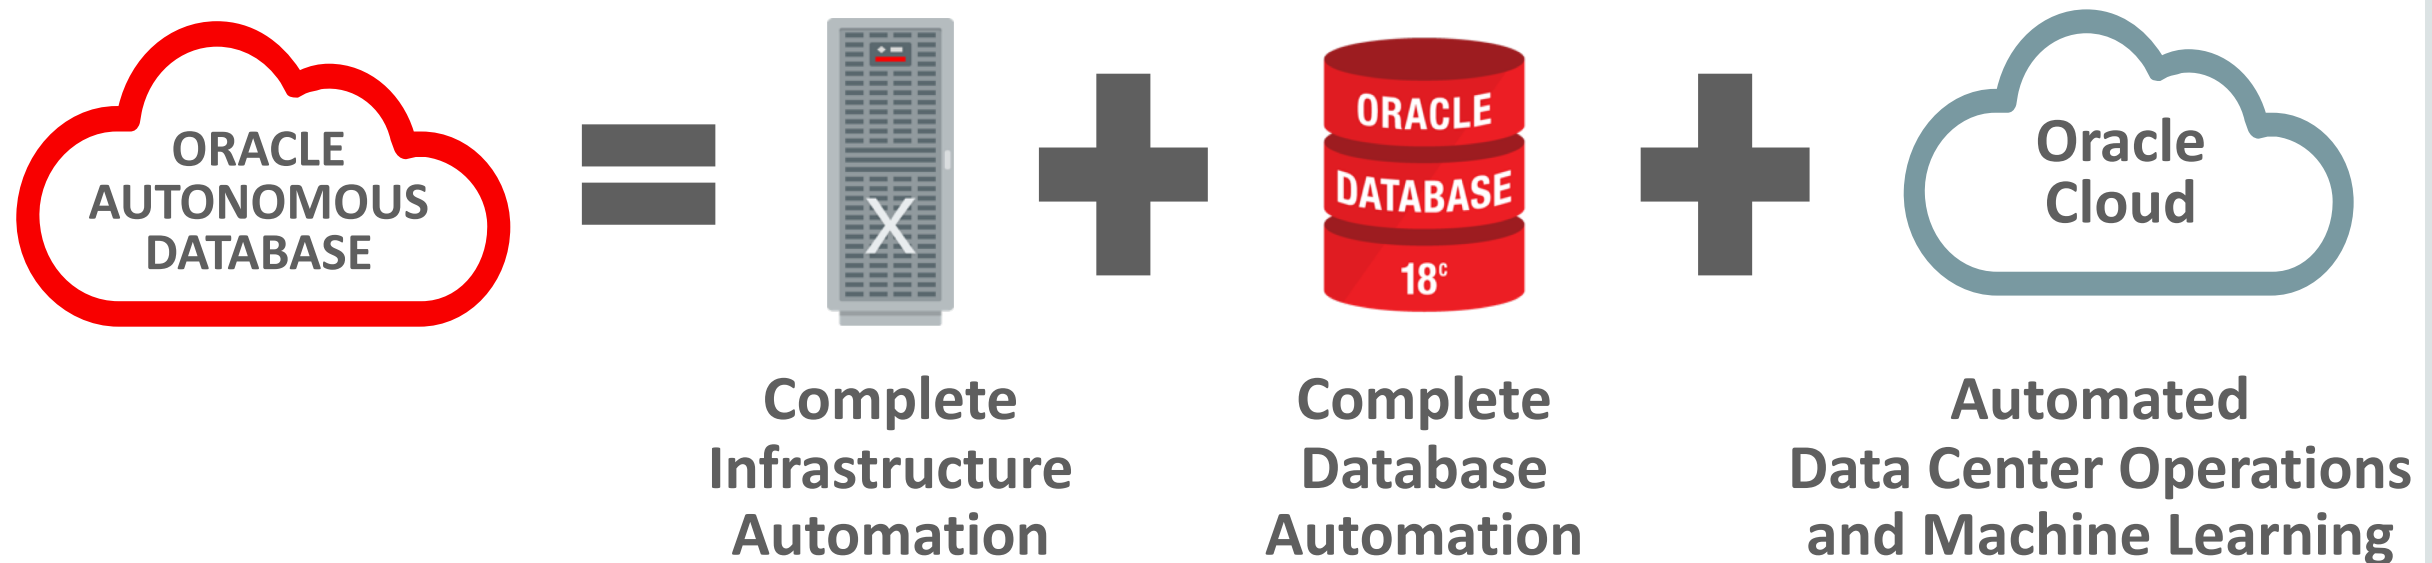 ORACLE
AUTONOMOUS
DATABASE
X
ORACLE
DATABASE
18c
Oracle
Cloud
Complete
Infrastructure
Automation
Complete
Database
Automation
Automated
Data Center Operations
and Machine Learning